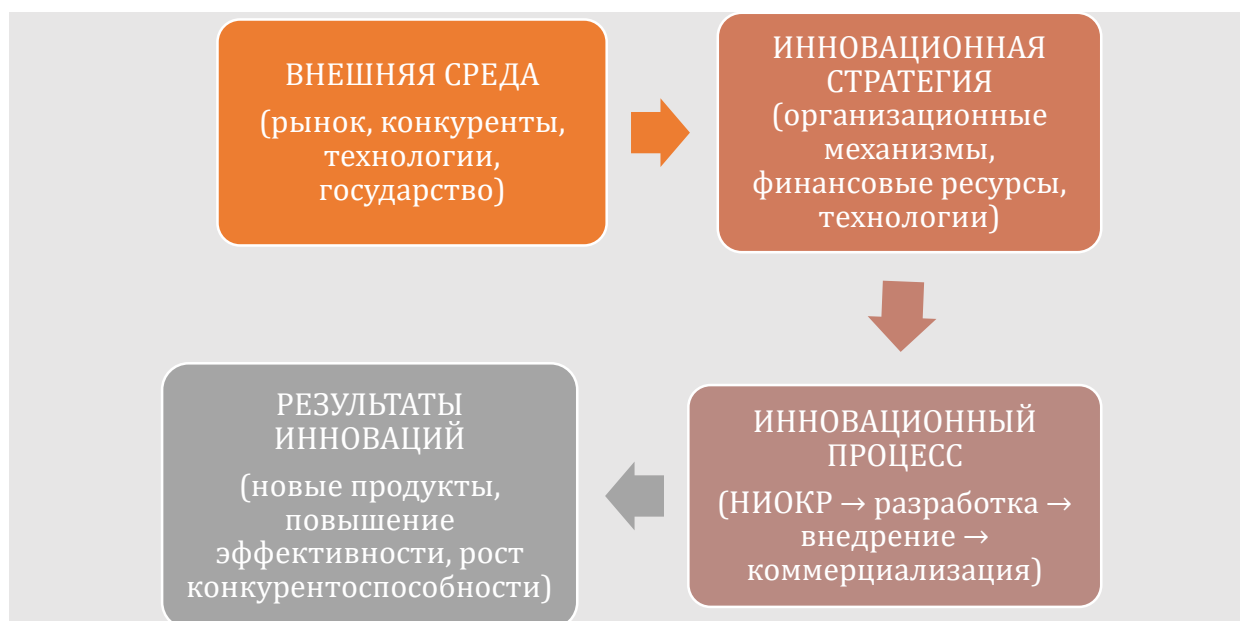 ВНЕШНЯЯ СРЕДА
(рынок, конкуренты,
технологии,
государство)
ИННОВАЦИОННАЯ
СТРАТЕГИЯ
(организационные
механизмы,
финансовые ресурсы,
технологии)
ИННОВАЦИОННЫЙ
ПРОЦЕСС
(НИОКР → разработка →
внедрение →
коммерциализация)
РЕЗУЛЬТАТЫ
ИННОВАЦИЙ
(новые продукты,
повышение
эффективности, рост
конкурентоспособности)